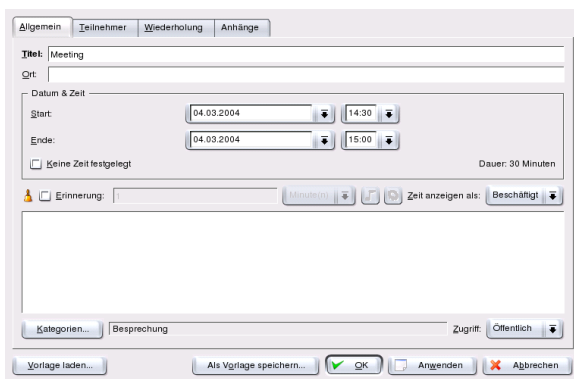 Allgemein Teilnehmer Wiederholung Anhänge
Titel: Meeting
Ort:
Datum & Zeit
Start: 04.03.2004 14:30
Ende: 04.03.2004 15:00
Keine Zeit festgelegt Dauer: 30 Minuten
Erinnerung: Minute(n) Zeit anzeigen als: Beschäftigt
Kategorien... Besprechung Zugriff: Öffentlich
Vorlage laden... Als Vorlage speichern... OK Anwenden Abbrechen